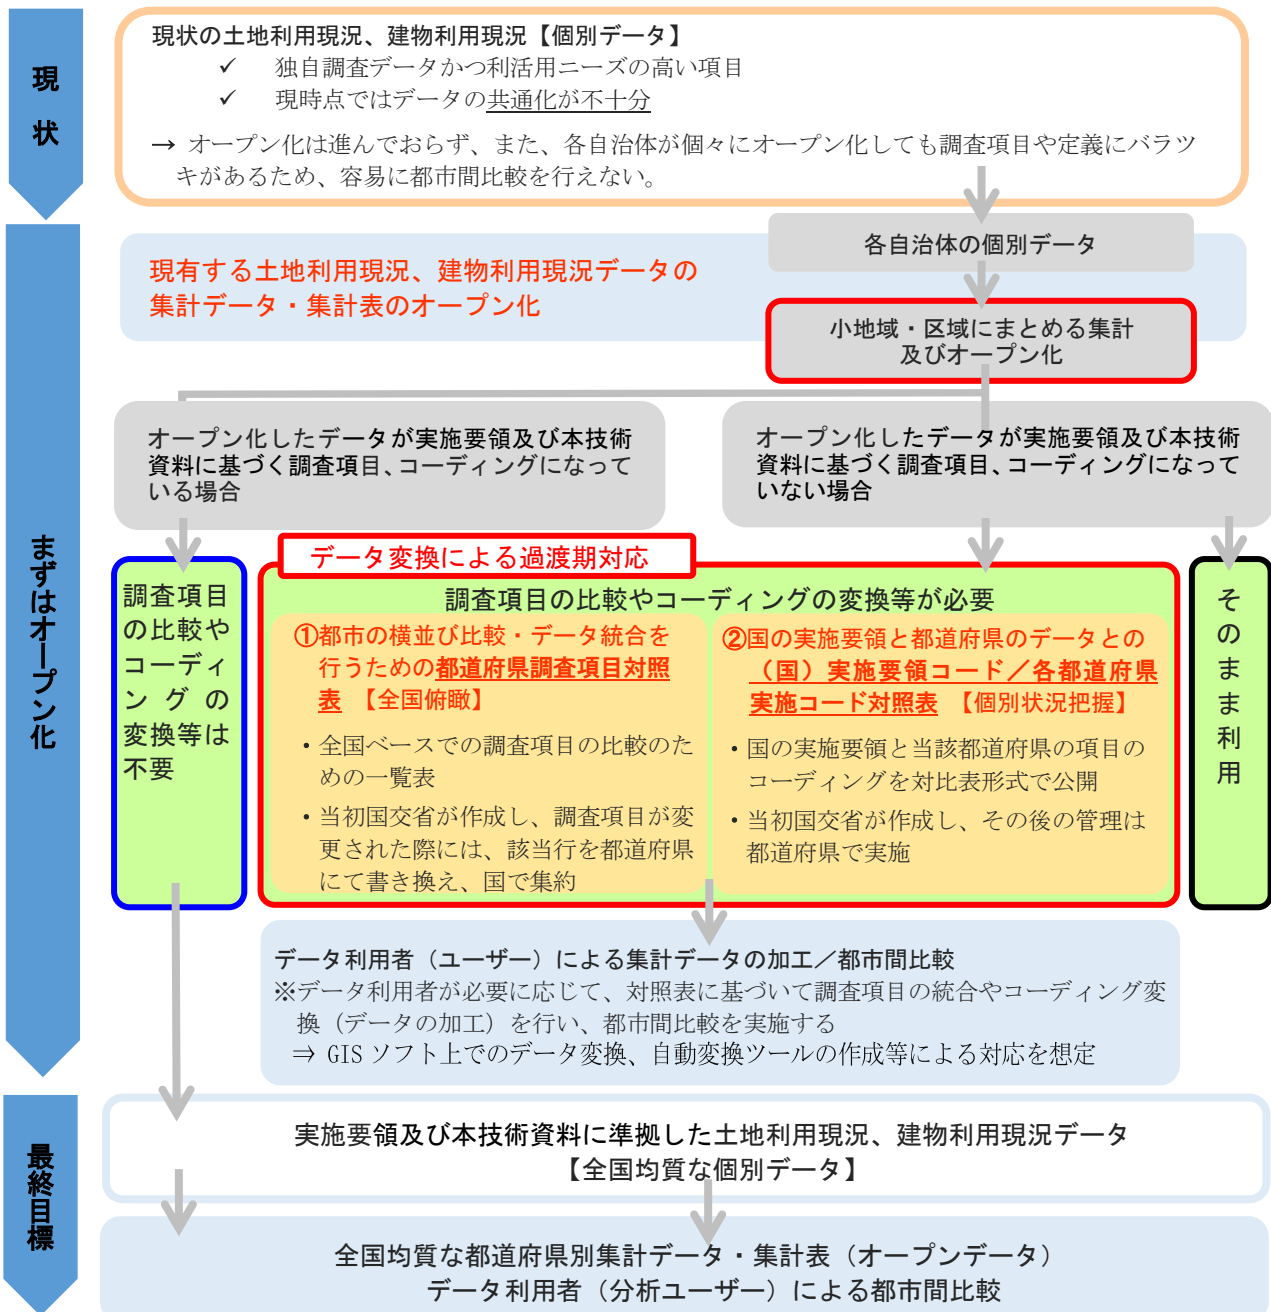 現状
現状の土地利用現況、建物利用現況【個別データ】
✓ 独自調査データかつ利活用ニーズの高い項目
✓ 現時点ではデータの共通化が不十分
→ オープン化は進んでおらず、また、各自治体が個々にオープン化しても調査項目や定義にバラツ
キがあるため、容易に都市間比較を行えない。
まずはオープン化
各自治体の個別データ
現有する土地利用現況、建物利用現況データの
集計データ・集計表のオープン化
小地域・区域にまとめる集計
及びオープン化
オープン化したデータが実施要領及び本技術
資料に基づく調査項目、コーディングになって
いる場合
オープン化したデータが実施要領及び本技術
資料に基づく調査項目、コーディングになって
いない場合
調査項目
の比較や
コーディ
ングの
変換等は
不要
データ変換による過渡期対応
調査項目の比較やコーディングの変換等が必要
①都市の横並び比較・データ統合を
行うための都道府県調査項目対照
表 【全国俯瞰】
・全国ベースでの調査項目の比較のた
めの一覧表
・当初国交省が作成し、調査項目が変
更された際には、該当行を都道府県
にて書き換え、国で集約
②国の実施要領と都道府県のデータとの
（国）実施要領コード／各都道府県
実施コード対照表 【個別状況把握】
・国の実施要領と当該都道府県の項目の
コーディングを対比表形式で公開
・当初国交省が作成し、その後の管理は
都道府県で実施
そのまま利用
データ利用者（ユーザー）による集計データの加工／都市間比較
※データ利用者が必要に応じて、対照表に基づいて調査項目の統合やコーディング変
換（データの加工）を行い、都市間比較を実施する
⇒ GIS ソフト上でのデータ変換、自動変換ツールの作成等による対応を想定
最終目標
実施要領及び本技術資料に準拠した土地利用現況、建物利用現況データ
【全国均質な個別データ】
全国均質な都道府県別集計データ・集計表（オープンデータ）
データ利用者（分析ユーザー）による都市間比較